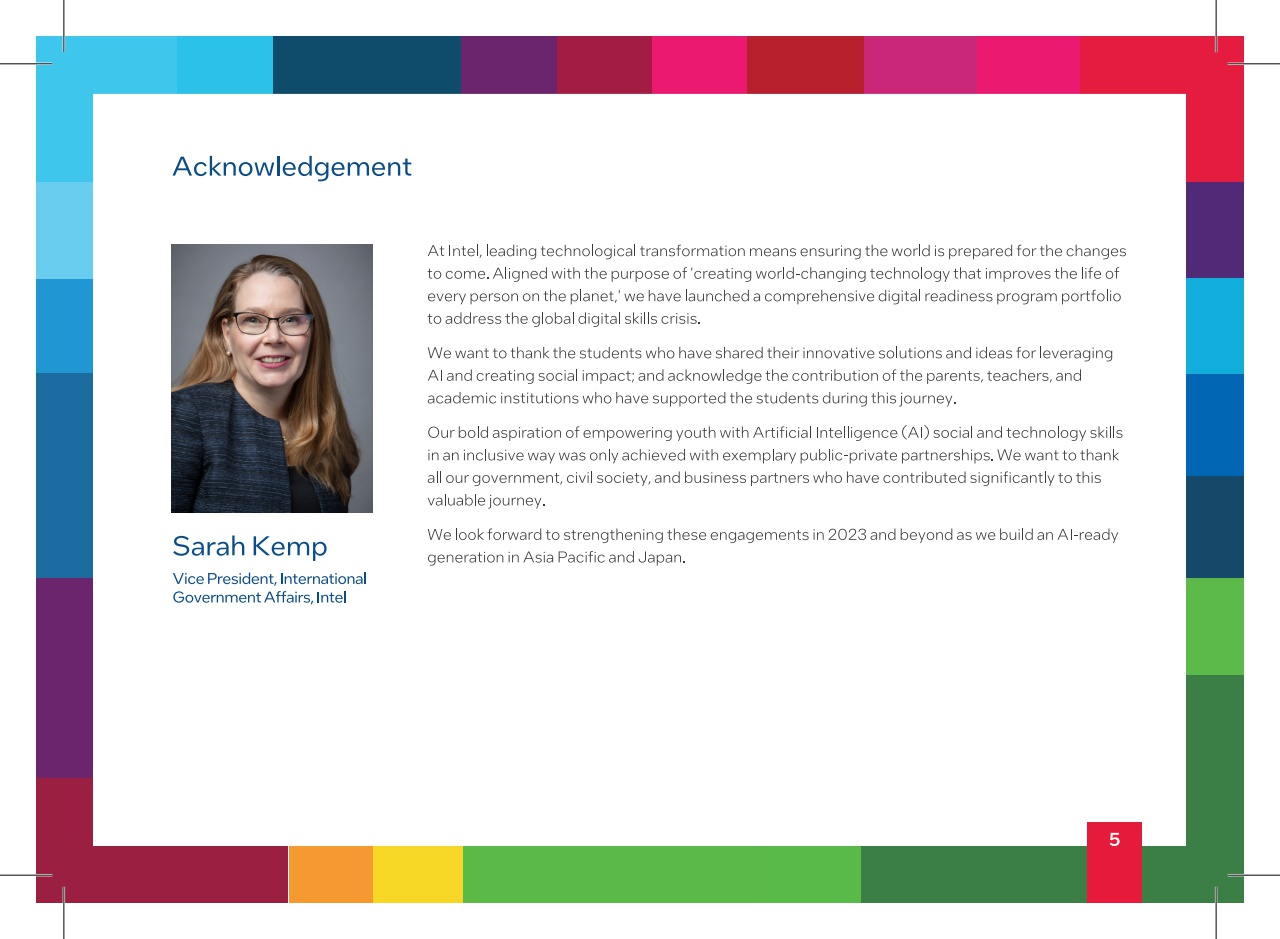 Acknowledgement
At Intel, leading technological transformation means ensuring the world is prepared for the changes
to come. Aligned with the purpose of 'creating world-changing technology that improves the life of
every person on the planet,' we have launched a comprehensive digital readiness program portfolio
to address the global digital skills crisis.
We want to thank the students who have shared their innovative solutions and ideas for leveraging
AI and creating social impact; and acknowledge the contribution of the parents, teachers, and
academic institutions who have supported the students during this journey.
Our bold aspiration of empowering youth with Artificial Intelligence (AI) social and technology skills
in an inclusive way was only achieved with exemplary public-private partnerships. We want to thank
all our government, civil society, and business partners who have contributed significantly to this
valuable journey.
We look forward to strengthening these engagements in 2023 and beyond as we build an AI-ready
generation in Asia Pacific and Japan.
Sarah Kemp
Vice President, International
Government Affairs, Intel
5